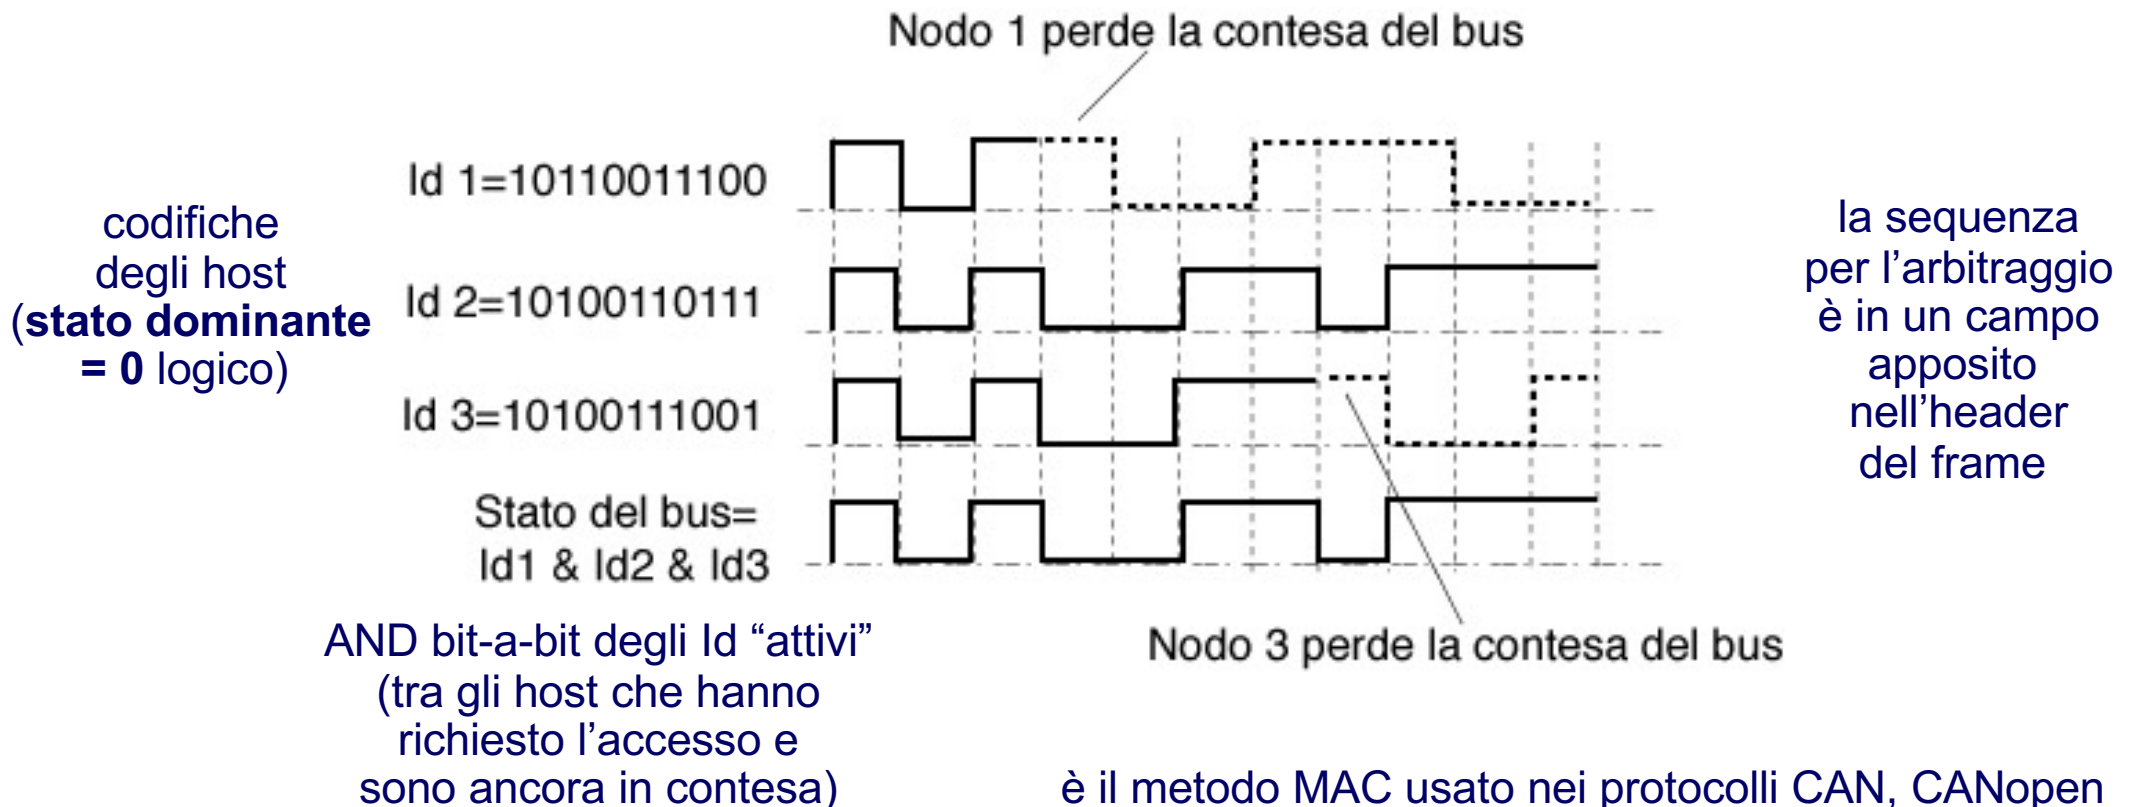 Nodo 1 perde la contesa del bus
codifiche
degli host
(stato dominante
= 0 logico)
Id 1=10110011100
Id 2=10100110111
Id 3=10100111001
Stato del bus=
Id1 & Id2 & Id3
la sequenza
per l’arbitraggio
è in un campo
apposito
nell’header
del frame
AND bit-a-bit degli Id “attivi”
(tra gli host che hanno
richiesto l’accesso e
sono ancora in contesa)
Nodo 3 perde la contesa del bus
è il metodo MAC usato nei protocolli CAN, CANopen